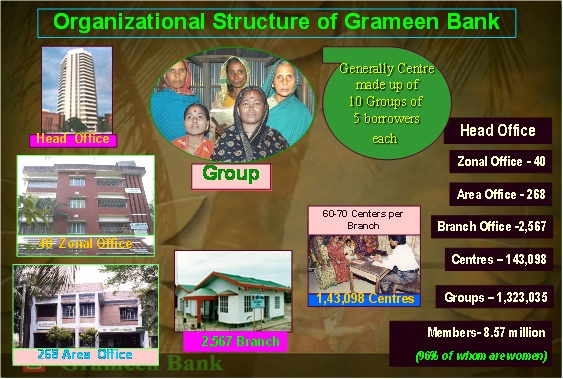 Organizational Structure of Grameen Bank
Head Office
Group
Generally Centre
made up of
10 Groups of
5 borrowers
each
Head Office
Zonal Office - 40
Area Office - 268
Branch Office -2,567
Centres – 143,098
Groups – 1,323,035
Members- 8.57 million
(96% of whom are women)
40 Zonal Office
60-70 Centers per
Branch
1,43,098 Centres
268 Area Office
2,567 Branch
Grameen Bank